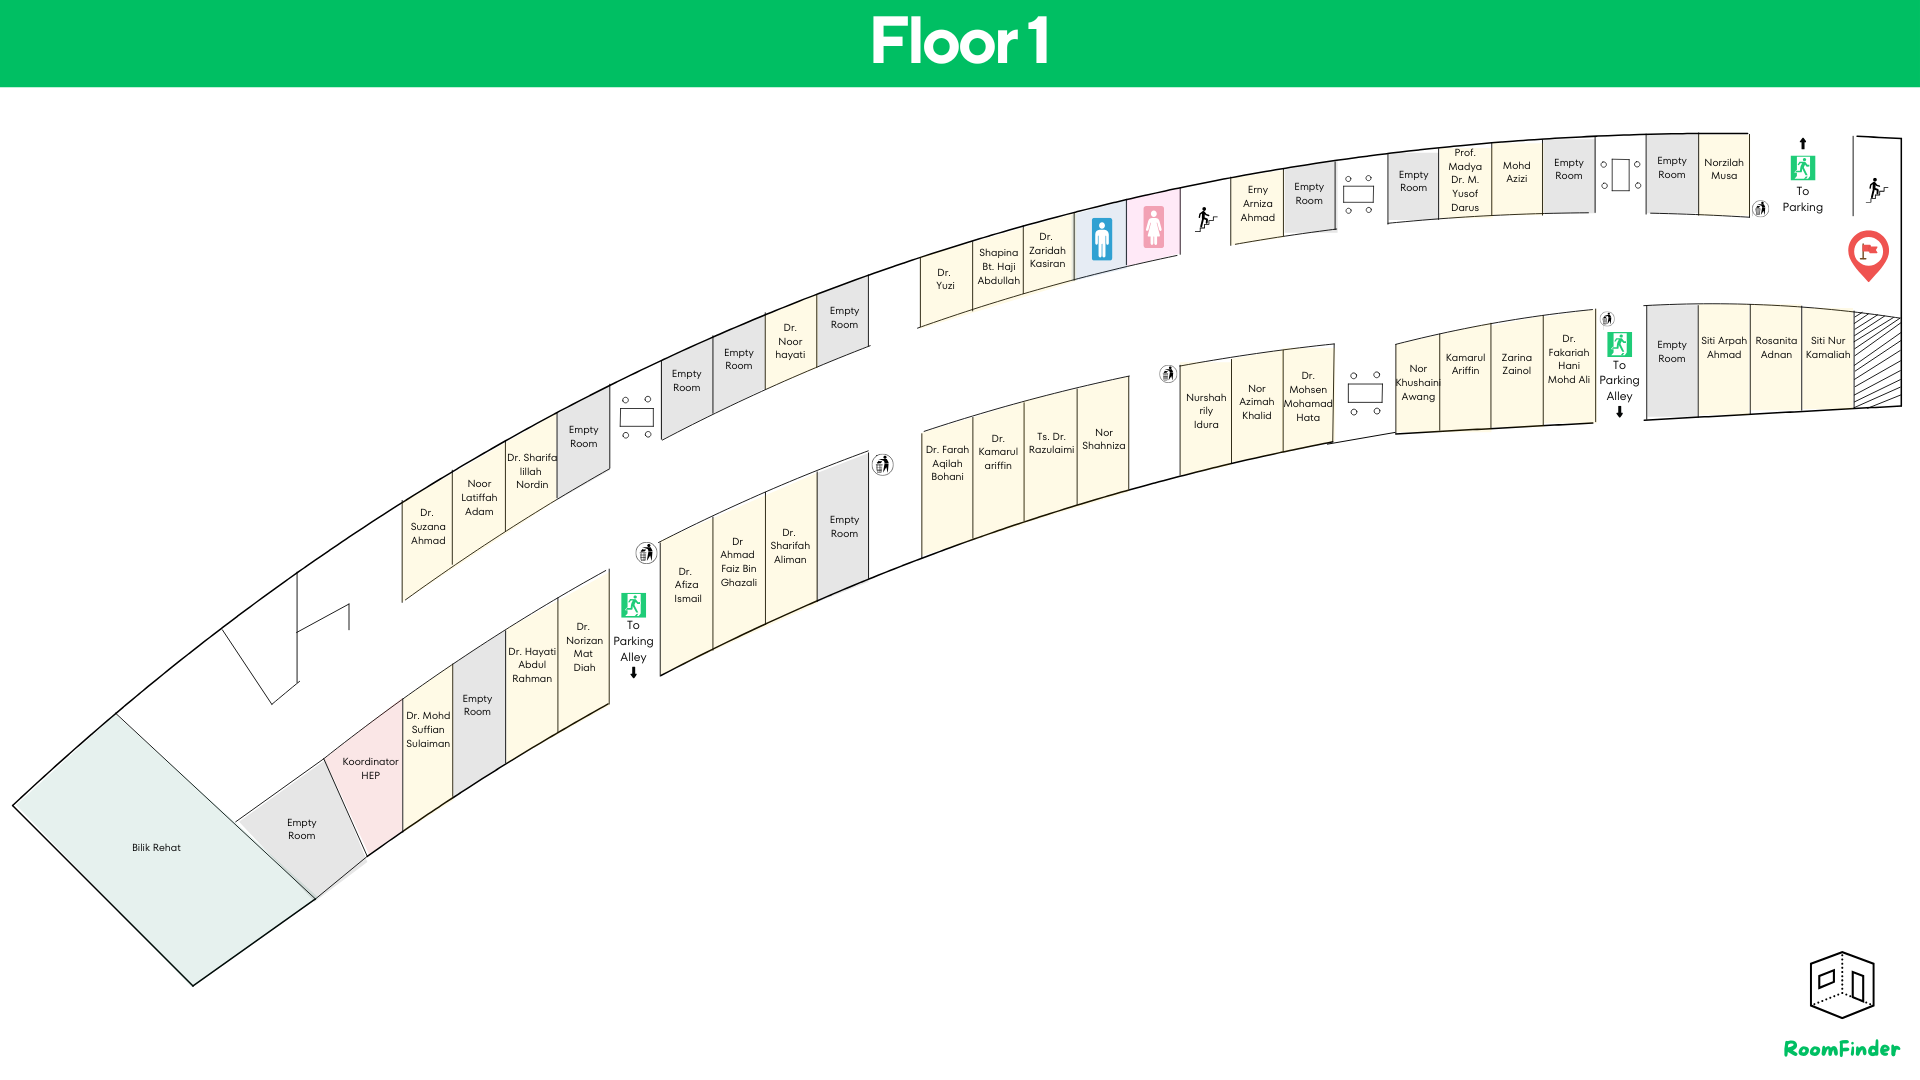 Floor 1
Prof.
Madya
Dr. M.
Yusof
Darus
Mohd
Azizi
Empty
Room
Empty
Room
Empty
Room
Norzilah
Musa
To
Parking
Erny
Arniza
Ahmad
Empty
Room
Dr.
Zaridah
Kasiran
Shapina
Bt. Haji
Abdullah
Dr.
Yuzi
Empty
Room
Dr.
Noor
hayati
Empty
Room
Empty
Room
Empty
Room
Dr. Sharifa
lillah
Nordin
Noor
Latiffah
Adam
Dr.
Suzana
Ahmad
Siti Nur
Kamaliah
Rosanita
Adnan
Siti Arpah
Ahmad
Empty
Room
To
Parking
Alley
Dr.
Fakariah
Hani
Mohd Ali
Zarina
Zainol
Kamarul
Ariffin
Nor
Khushaini
Awang
Dr.
Mohsen
Mohamad
Hata
Nor
Azimah
Khalid
Nurshah
rily
Idura
Nor
Shahniza
Ts. Dr.
Razulaimi
Dr.
Kamarul
ariffin
Dr. Farah
Aqilah
Bohani
Empty
Room
Dr.
Sharifah
Aliman
Dr
Ahmad
Faiz Bin
Ghazali
Dr.
Afiza
Ismail
To
Parking
Alley
Dr.
Norizan
Mat
Diah
Dr. Hayati
Abdul
Rahman
Empty
Room
Dr. Mohd
Suffian
Sulaiman
Koordinator
HEP
Empty
Room
Bilik Rehat
RoomFinder